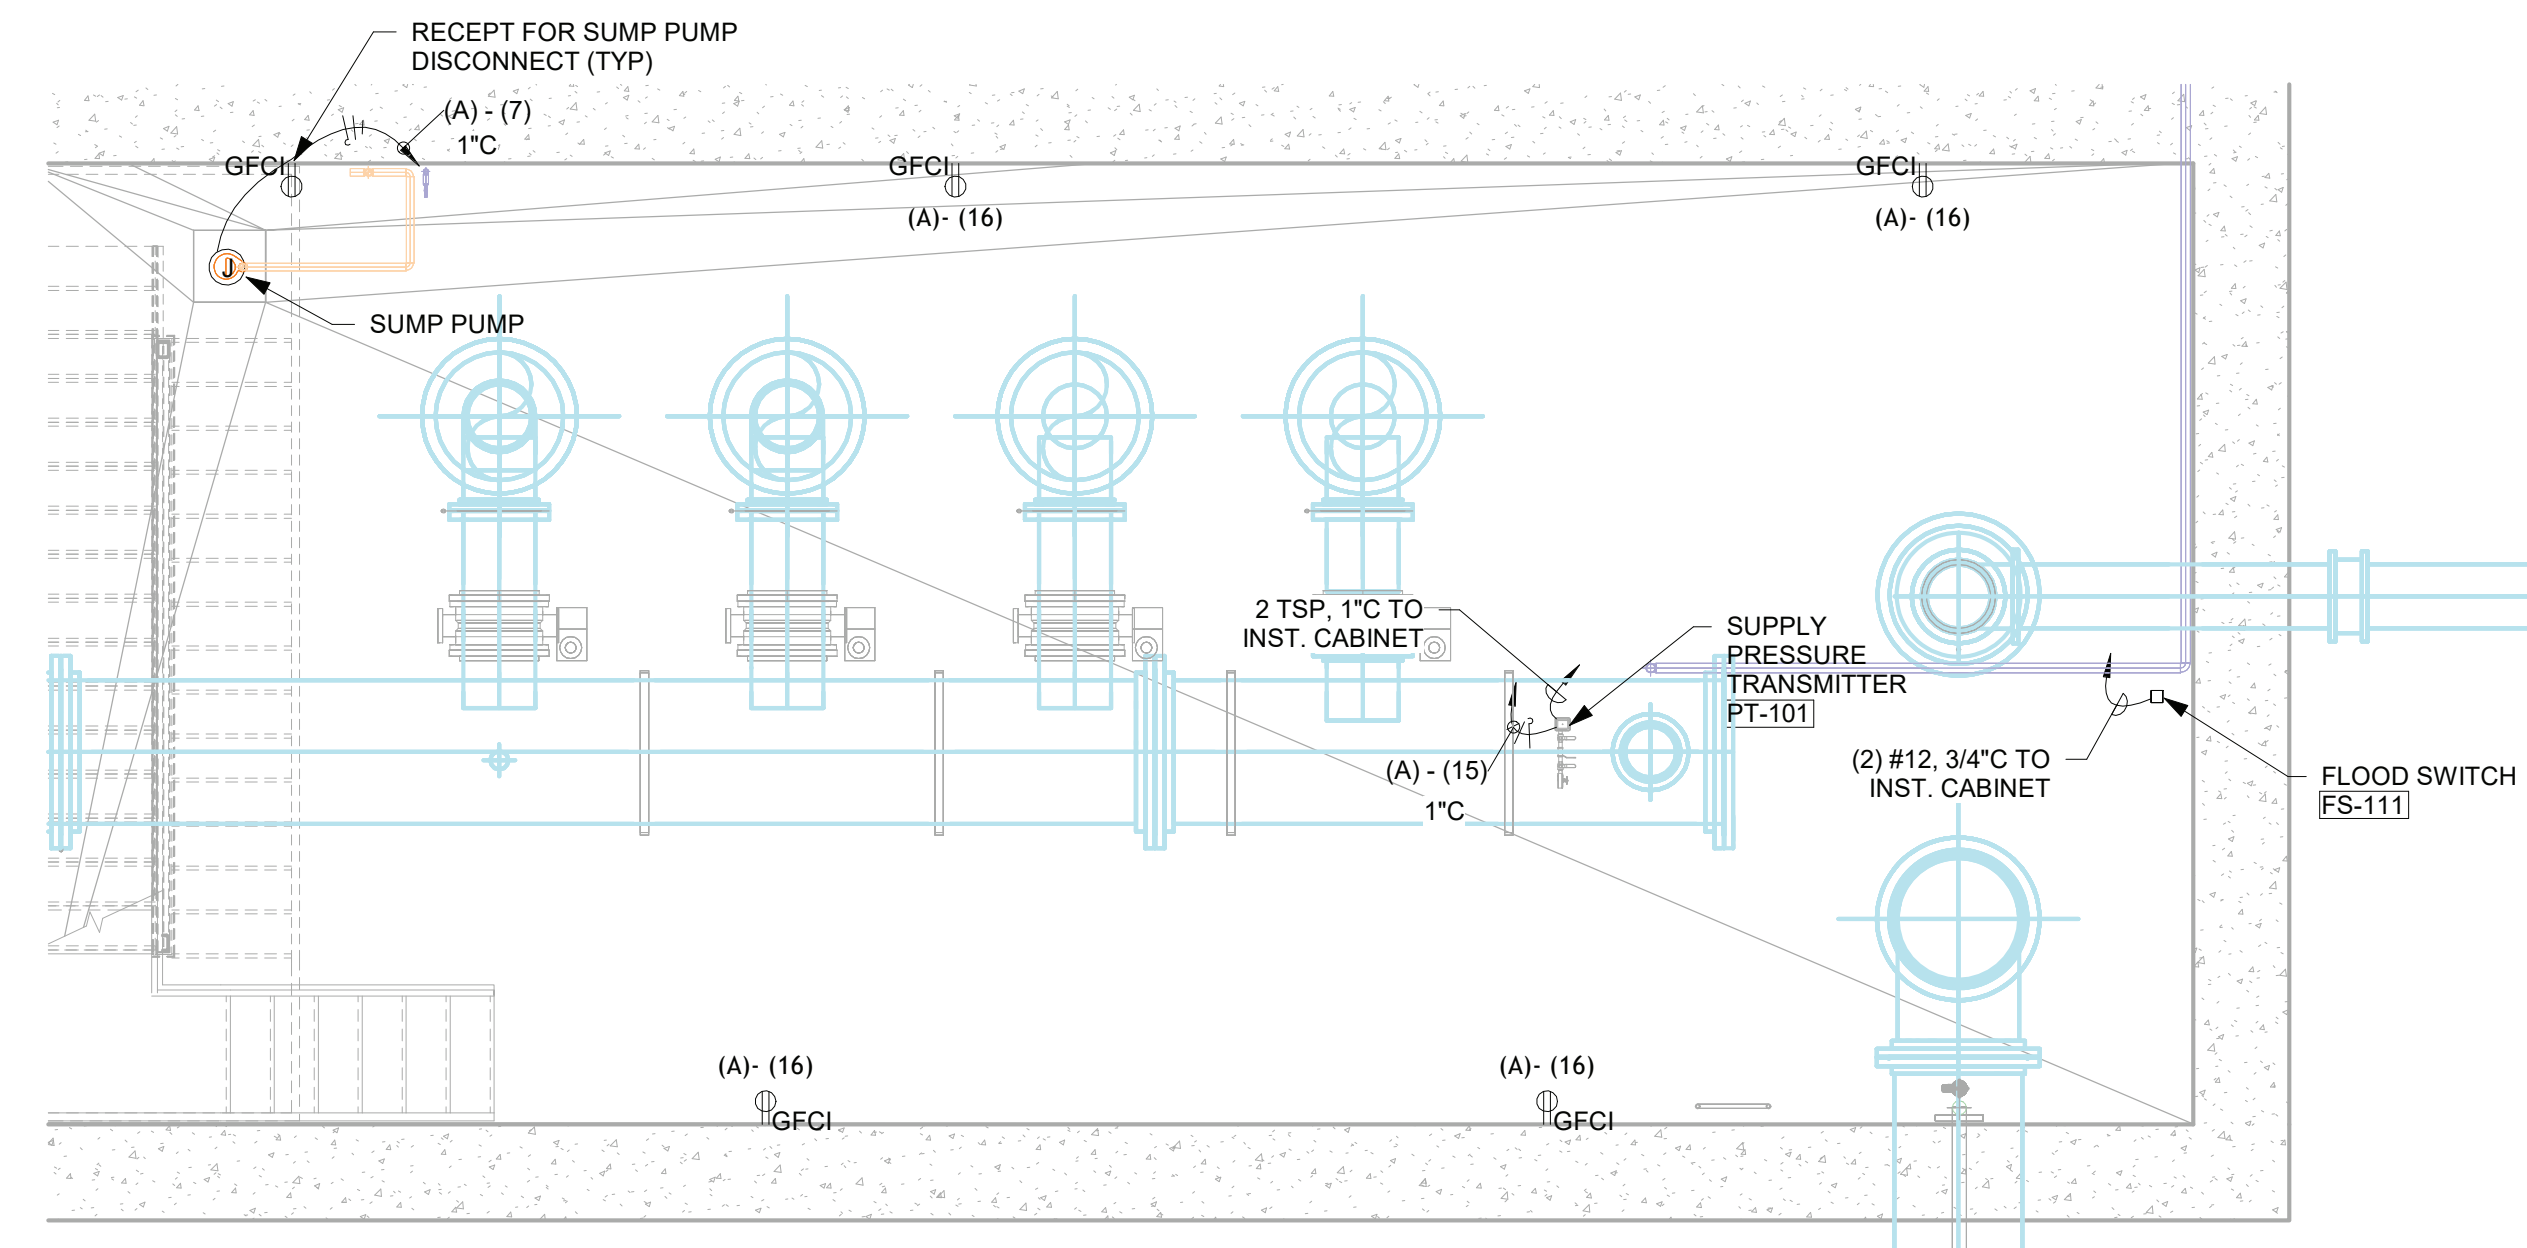 RECEPT FOR SUMP PUMP
DISCONNECT (TYP)
(A) - (7)
1"C
GFCI
GFCI
GFCI
(A)- (16)
(A)- (16)
J
SUMP PUMP
2 TSP, 1"C TO
INST. CABINET
SUPPLY
PRESSURE
TRANSMITTER
PT-101
(A) - (15)
1"C
(2) #12, 3/4"C TO
INST. CABINET
FLOOD SWITCH
FS-111
(A)- (16)
(A)- (16)
GFCI
GFCI